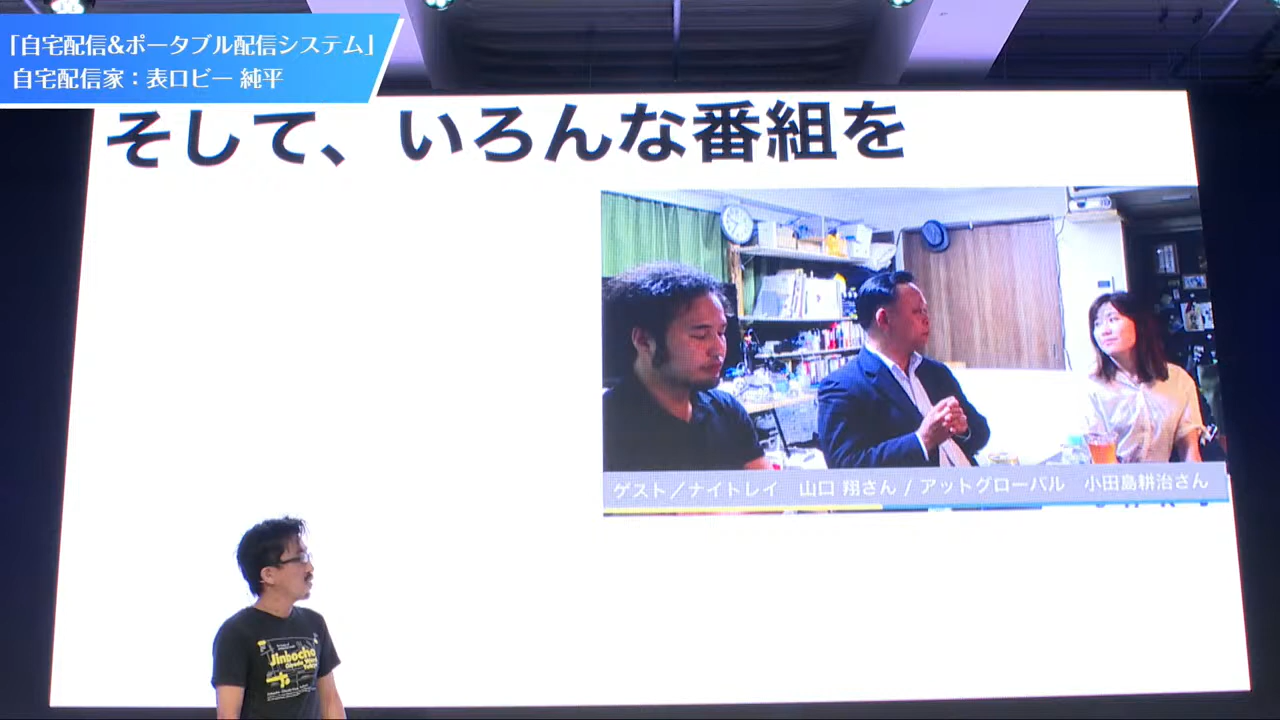 「自宅配信&ポータブル配信システム」
自宅配信家：表ロビー 純平
そして、いろんな番組を
ゲスト／ナイトレイ 山口 翔さん / アットグローバル 小田島耕治さん
Jinbocho